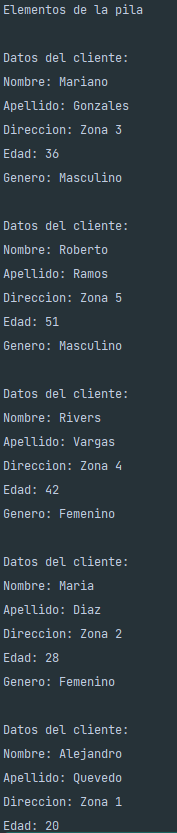 Elementos de la pila
Datos del cliente:
Nombre: Mariano
Apellido: Gonzales
Direccion: Zona 3
Edad: 36
Genero: Masculino
Datos del cliente:
Nombre: Roberto
Apellido: Ramos
Direccion: Zona 5
Edad: 51
Genero: Masculino
Datos del cliente:
Nombre: Rivers
Apellido: Vargas
Direccion: Zona 4
Edad: 42
Genero: Femenino
Datos del cliente:
Nombre: Maria
Apellido: Diaz
Direccion: Zona 2
Edad: 28
Genero: Femenino
Datos del cliente:
Nombre: Alejandro
Apellido: Quevedo
Direccion: Zona 1
Edad: 20